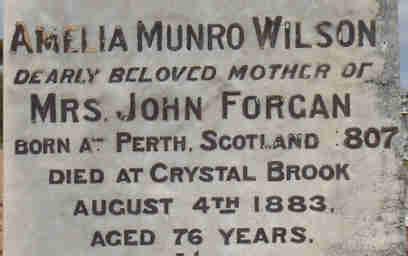 AMELIA MUNRO WILSON
DEARLY BELOVED MOTHER OF
MRS. JOHN FORGAN
BORN AT PERTH, SCOTLAND 1807
DIED AT CRYSTAL BROOK
AUGUST 4TH 1883.
AGED 76 YEARS.